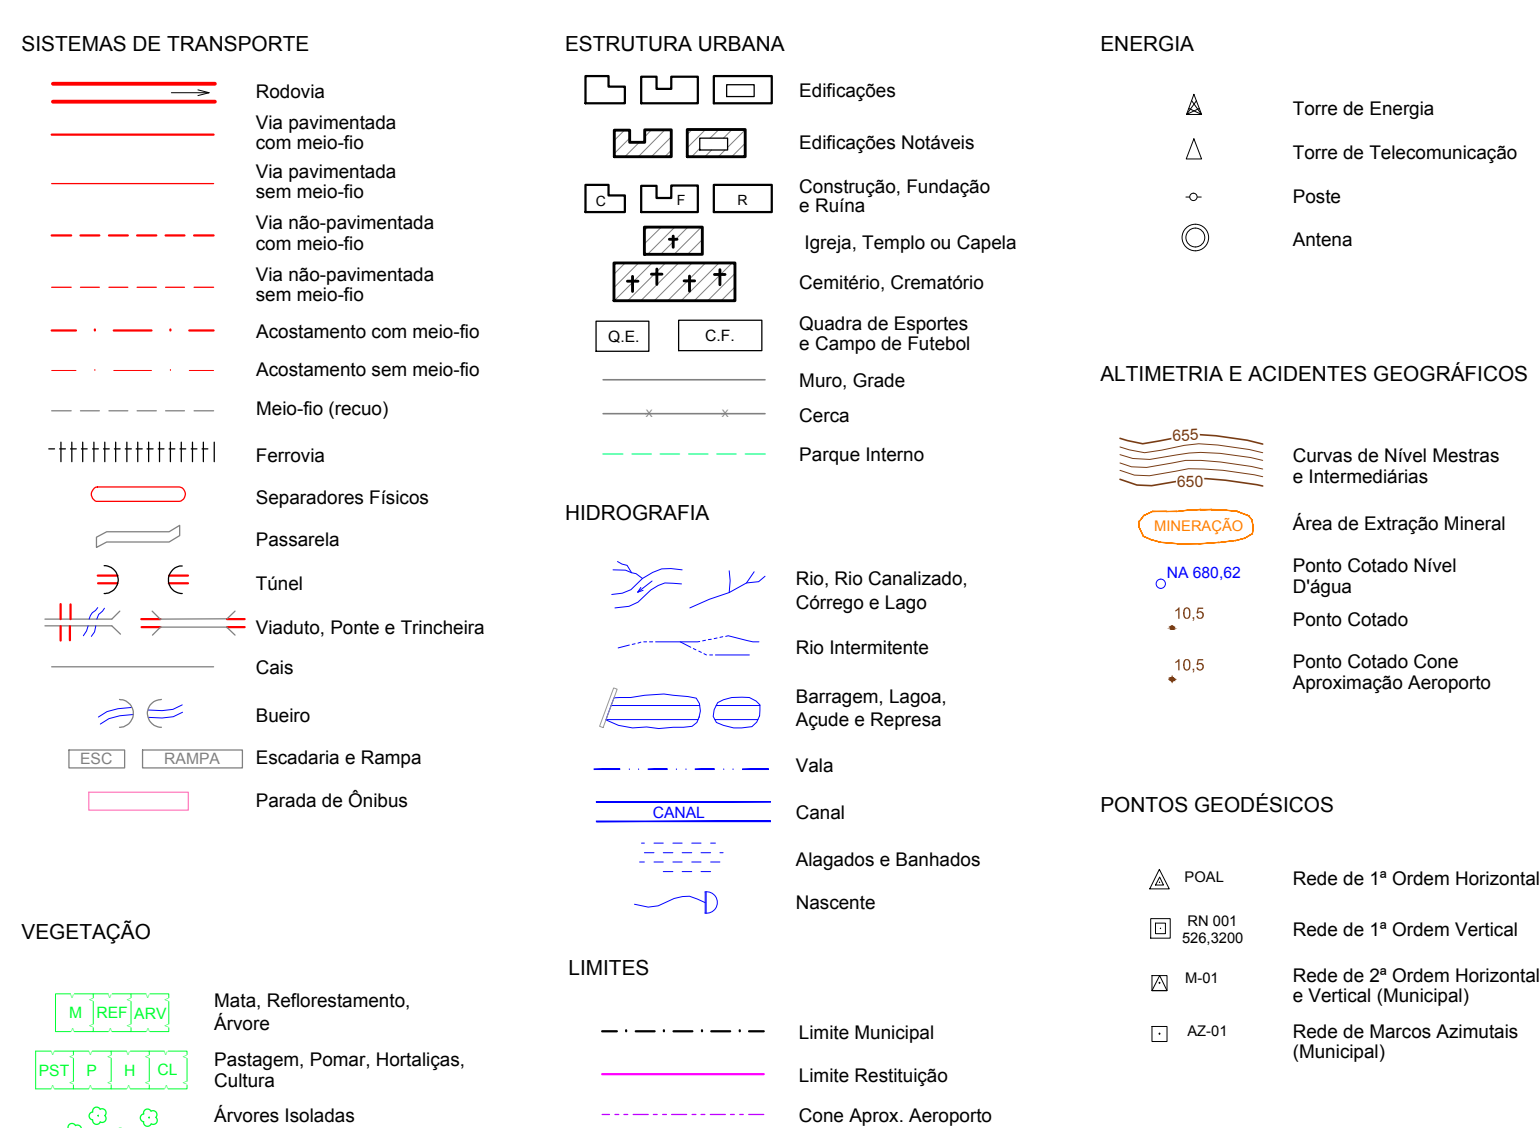 SISTEMAS DE TRANSPORTE
Rodovia
Via pavimentada
com meio-fio
Via pavimentada
sem meio-fio
Via não-pavimentada
com meio-fio
Via não-pavimentada
sem meio-fio
Acostamento com meio-fio
Acostamento sem meio-fio
Meio-fio (recuo)
Ferrovia
Separadores Físicos
Passarela
Túnel
Viaduto, Ponte e Trincheira
Cais
Bueiro
ESC RAMPA Escadaria e Rampa
Parada de Ônibus
VEGETAÇÃO
M REF ARV
Mata, Reflorestamento,
Árvore
PST P H CL
Pastagem, Pomar, Hortaliças,
Cultura
Árvores Isoladas
ESTRUTURA URBANA
Edificações
Edificações Notáveis
C F R
Construção, Fundação
e Ruína
Igreja, Templo ou Capela
Cemitério, Crematório
Q.E. C.F.
Quadra de Esportes
e Campo de Futebol
Muro, Grade
x x
Cerca
Parque Interno
HIDROGRAFIA
Rio, Rio Canalizado,
Córrego e Lago
Rio Intermitente
Barragem, Lagoa,
Açude e Represa
Vala
CANAL Canal
Alagados e Banhados
Nascente
LIMITES
Limite Municipal
Limite Restituição
Cone Aprox. Aeroporto
ENERGIA
Torre de Energia
Torre de Telecomunicação
Poste
Antena
ALTIMETRIA E ACIDENTES GEOGRÁFICOS
655
650
Curvas de Nível Mestras
e Intermediárias
MINERAÇÃO Área de Extração Mineral
NA 680,62
Ponto Cotado Nível
D'água
10,5 Ponto Cotado
10,5
Ponto Cotado Cone
Aproximação Aeroporto
PONTOS GEODÉSICOS
POAL Rede de 1ª Ordem Horizontal
RN 001
526,3200
Rede de 1ª Ordem Vertical
M-01
Rede de 2ª Ordem Horizontal
e Vertical (Municipal)
AZ-01
Rede de Marcos Azimutais
(Municipal)